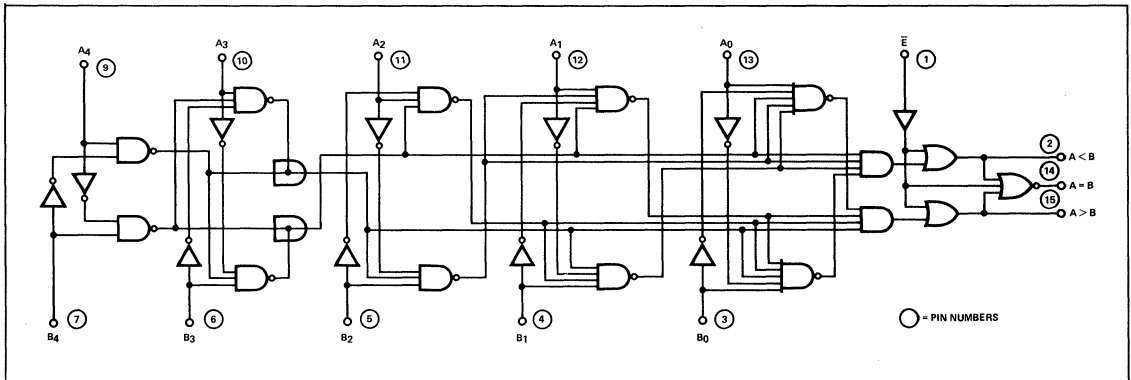 A4
9
A3
10
A2
11
A1
12
A0
13
E̅
1
2
A < B
14
A = B
15
A > B
7
B4
6
B3
5
B2
4
B1
3
B0
= PIN NUMBERS